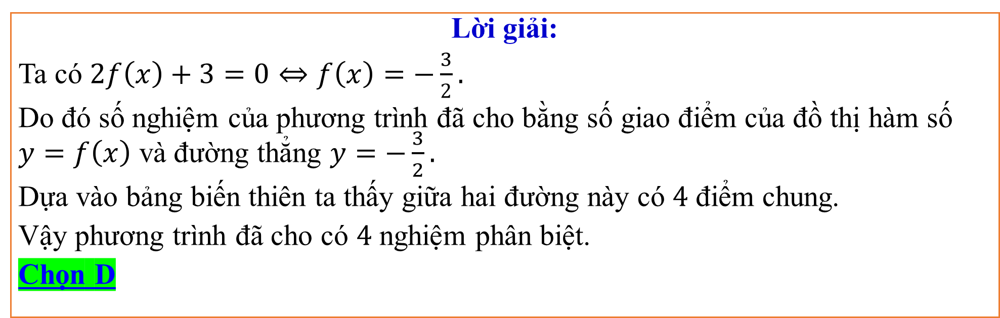 Lời giải:
Ta có 2f(x) + 3 = 0 ⇔ f(x) = −3/2.
Do đó số nghiệm của phương trình đã cho bằng số giao điểm của đồ thị hàm số
y = f(x) và đường thẳng y = −3/2.
Dựa vào bảng biến thiên ta thấy giữa hai đường này có 4 điểm chung.
Vậy phương trình đã cho có 4 nghiệm phân biệt.
Chọn D